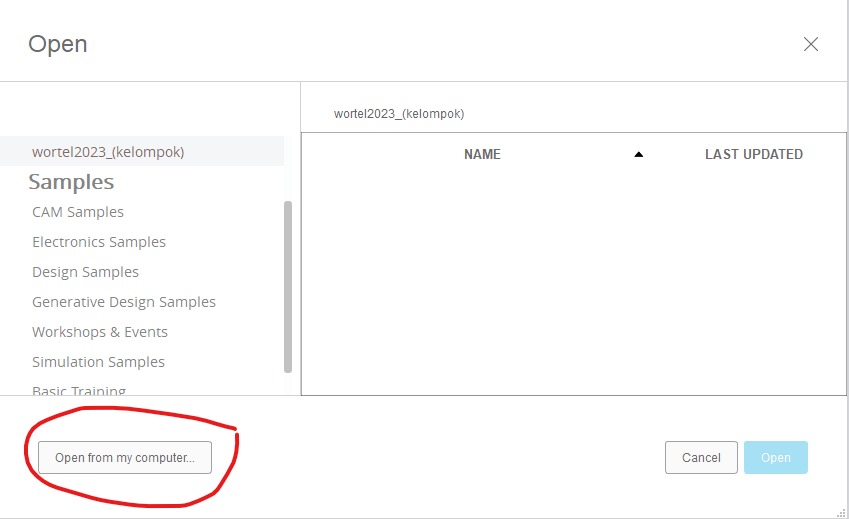 Open
wortel2023_(kelompok)
Samples
CAM Samples
Electronics Samples
Design Samples
Generative Design Samples
Workshops & Events
Simulation Samples
Basic Training
wortel2023_(kelompok)
NAME LAST UPDATED
Open from my computer...
Cancel
Open